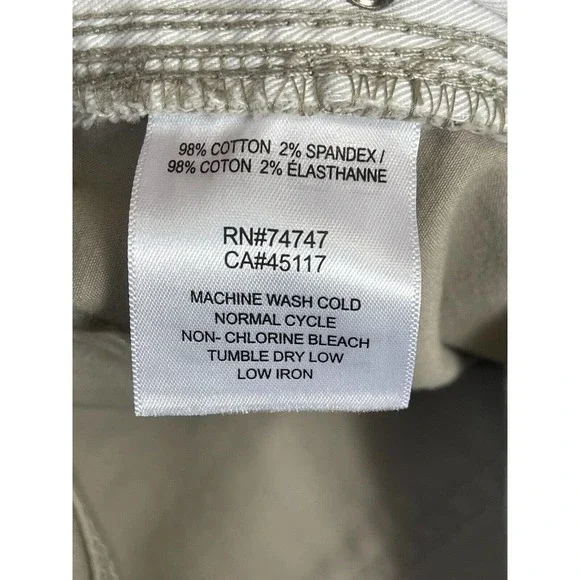 98% COTTON 2% SPANDEX /
98% COTON 2% ÉLASTHANNE
RN#74747
CA#45117
MACHINE WASH COLD
NORMAL CYCLE
NON- CHLORINE BLEACH
TUMBLE DRY LOW
LOW IRON